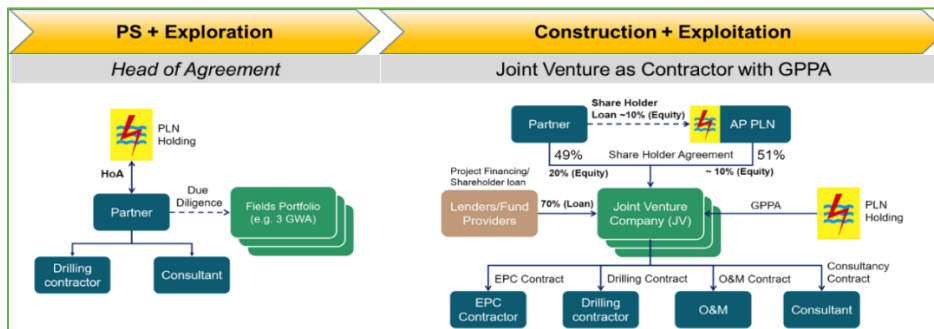 PS + Exploration
Construction + Exploitation
Head of Agreement
Joint Venture as Contractor with GPPA
PLN
Holding
HoA
Partner
Due
Diligence
Fields Portfolio
(e.g. 3 GWA)
Drilling
contractor
Consultant
Partner
Share Holder
Loan ~10% (Equity)
AP PLN
49%
Share Holder Agreement
51%
20% (Equity)
~ 10% (Equity)
Project Financing/
Shareholder loan
Lenders/Fund
Providers
70% (Loan)
Joint Venture
Company (JV)
GPPA
PLN
Holding
EPC Contract
Drilling Contract
O&M Contract
Consultancy
Contract
EPC
Contractor
Drilling
contractor
O&M
Consultant